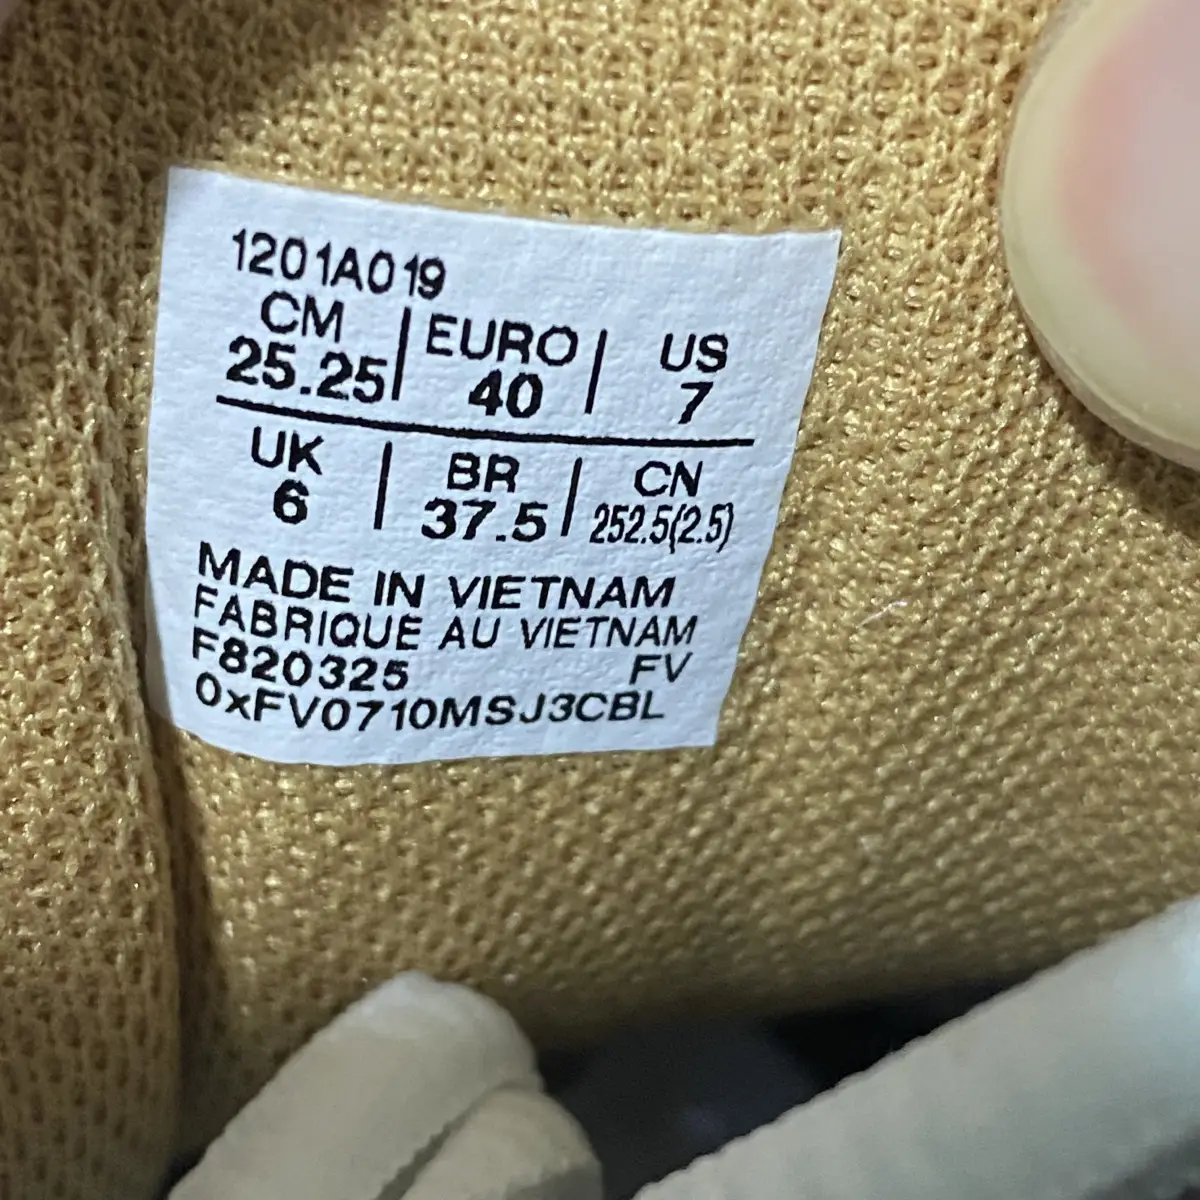 1201A019
CM | EURO | US
25.25 | 40 | 7
UK | BR | CN
6 | 37.5 | 252.5(2.5)
MADE IN VIETNAM
FABRIQUE AU VIETNAM
F820325 FV
0xFV0710MSJ3CBL